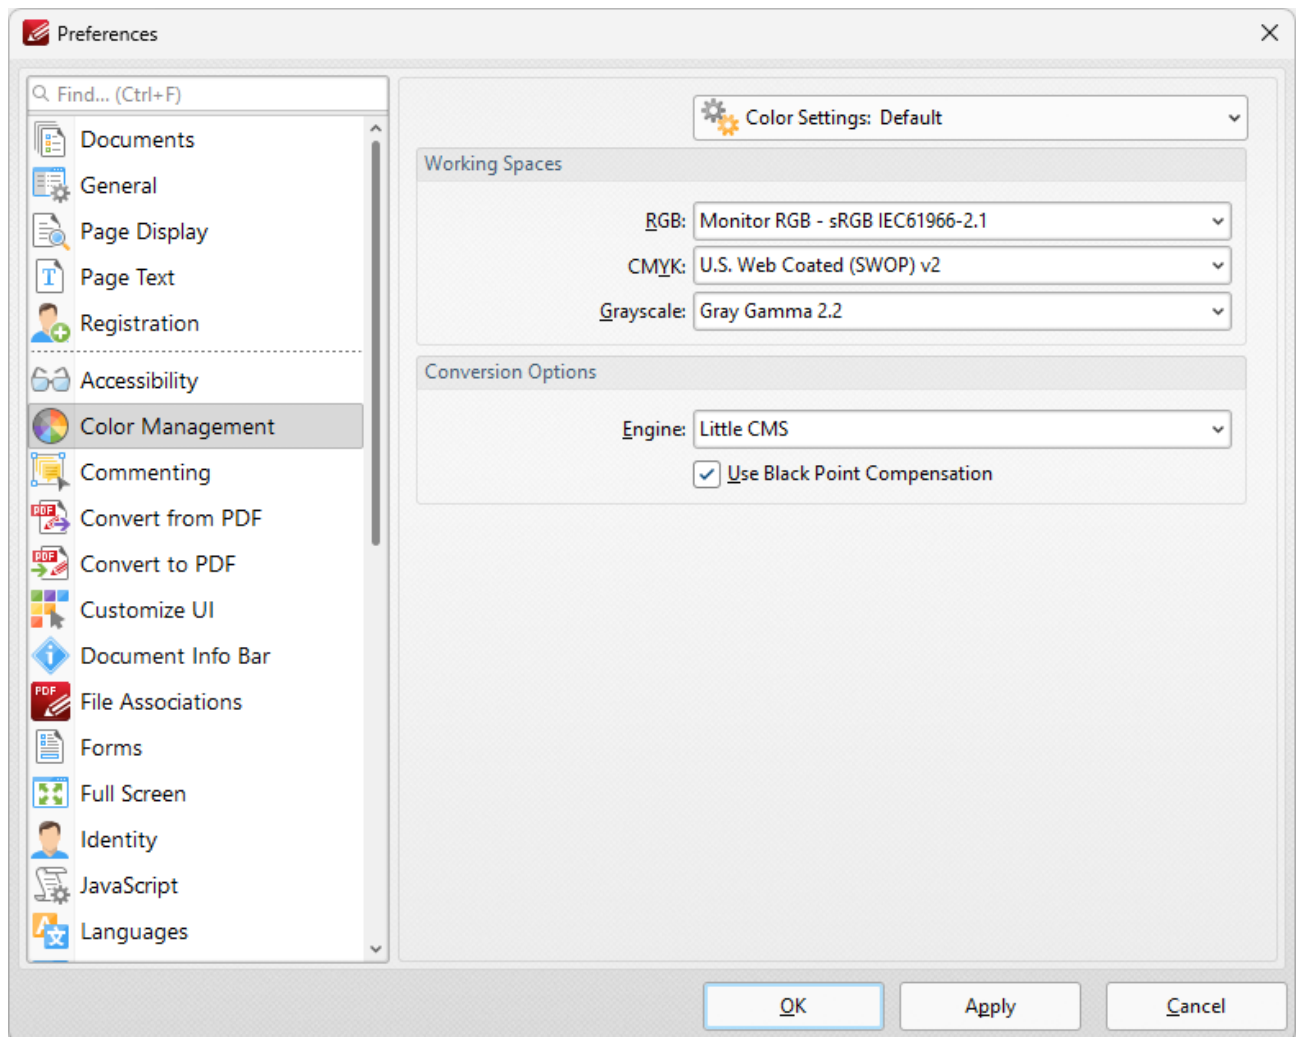 Preferences
Find... (Ctrl+F)
Documents
General
Page Display
Page Text
Registration
Accessibility
Color Management
Commenting
Convert from PDF
Convert to PDF
Customize UI
Document Info Bar
File Associations
Forms
Full Screen
Identity
JavaScript
Languages
Color Settings: Default
Working Spaces
RGB: Monitor RGB - sRGB IEC61966-2.1
CMYK: U.S. Web Coated (SWOP) v2
Grayscale: Gray Gamma 2.2
Conversion Options
Engine: Little CMS
Use Black Point Compensation
OK Apply Cancel